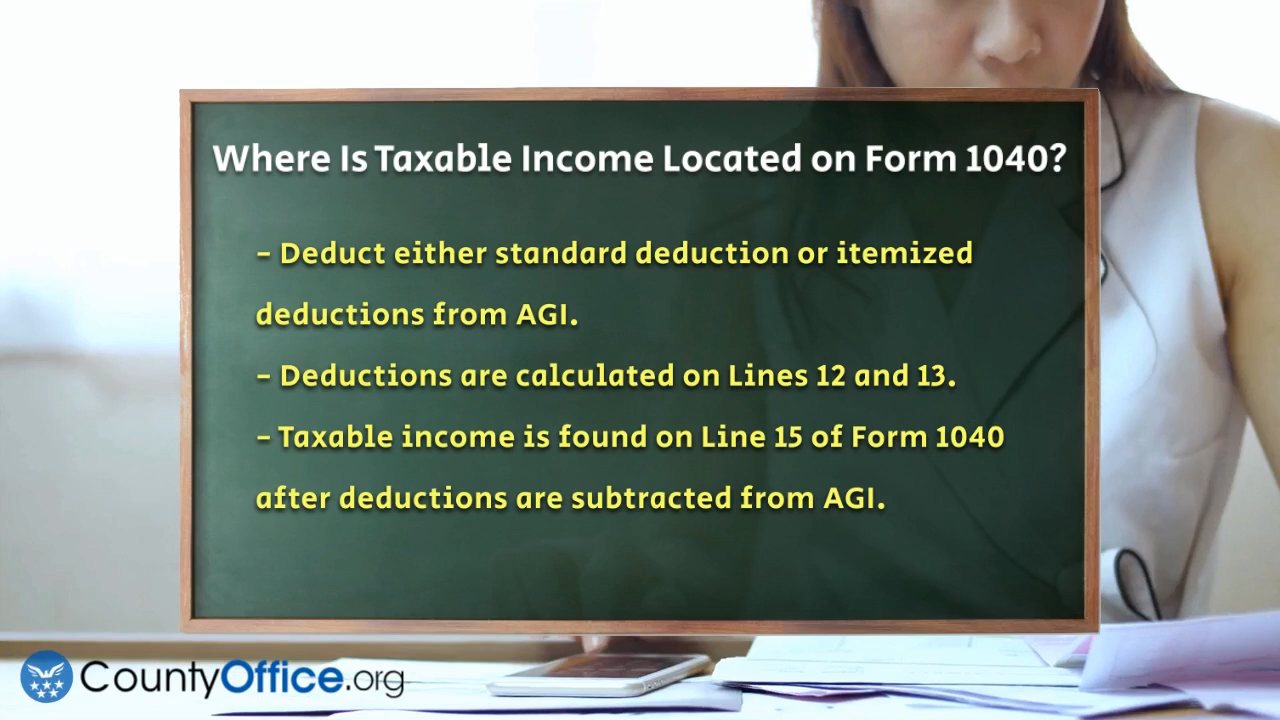 Where Is Taxable Income Located on Form 1040?
– Deduct either standard deduction or itemized
deductions from AGI.
– Deductions are calculated on Lines 12 and 13.
– Taxable income is found on Line 15 of Form 1040
after deductions are subtracted from AGI.
CountyOffice.org